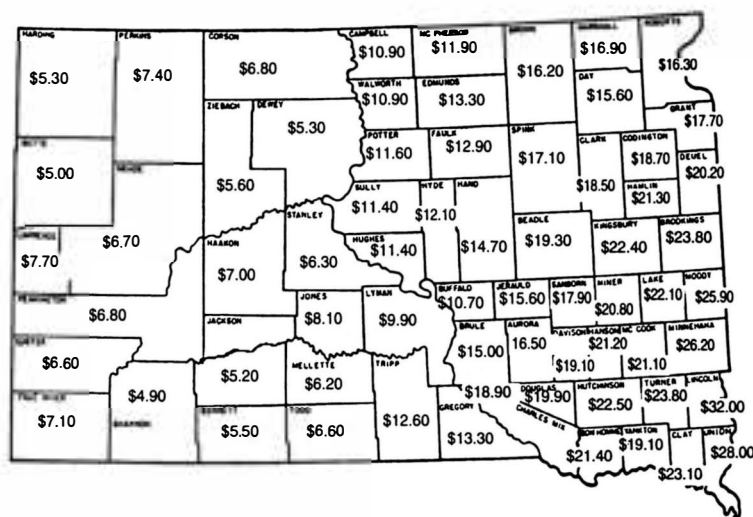 HARDING
$5.30
PERKINS
$7.40
CORSON
$6.80
CAMPBELL
$10.90
MC PHERSON
$11.90
BROWN
$16.20
MARSHALL
$16.90
ROBERTS
$16.30
WALWORTH
$10.90
EDMUNDS
$13.30
DAY
$15.60
ZIEBACH
$5.60
DEWEY
$5.30
GRANT
$17.70
BUTTE
$5.00
MEADE
$6.70
POTTER
$11.60
FAULK
$12.90
SPINK
$17.10
CLARK
$18.50
CODINGTON
$18.70
DEUEL
$20.20
HAMLIN
$21.30
SULLY
$11.40
HYDE
$12.10
HAND
$14.70
LAWRENCE
$7.70
HAAKON
$7.00
STANLEY
$6.30
HUGHES
$11.40
BEADLE
$19.30
KINGSBURY
$22.40
BROOKINGS
$23.80
PENNINGTON
$6.80
JACKSON
$5.20
JONES
$8.10
LYMAN
$9.90
BUFFALO
$10.70
JERAULD
$15.60
SANBORN
$17.90
MINER
$20.80
LAKE
$22.10
MOODY
$25.90
CUSTER
$6.60
BRULE
$15.00
AURORA
16.50
DAVISON
$19.10
HANSON
$21.20
MC COOK
$21.10
MINNEHAHA
$26.20
FALL RIVER
$7.10
$4.90
SHANNON
BENNETT
$5.50
MELLETTE
$6.20
TODD
$6.60
TRIPP
$12.60
GREGORY
$13.30
$18.90
CHARLES MIX
DOUGLAS
$19.90
HUTCHINSON
$22.50
TURNER
$23.80
LINCOLN
$32.00
BON HOMME
$21.40
YANKTON
$19.10
CLAY
$23.10
UNION
$28.00